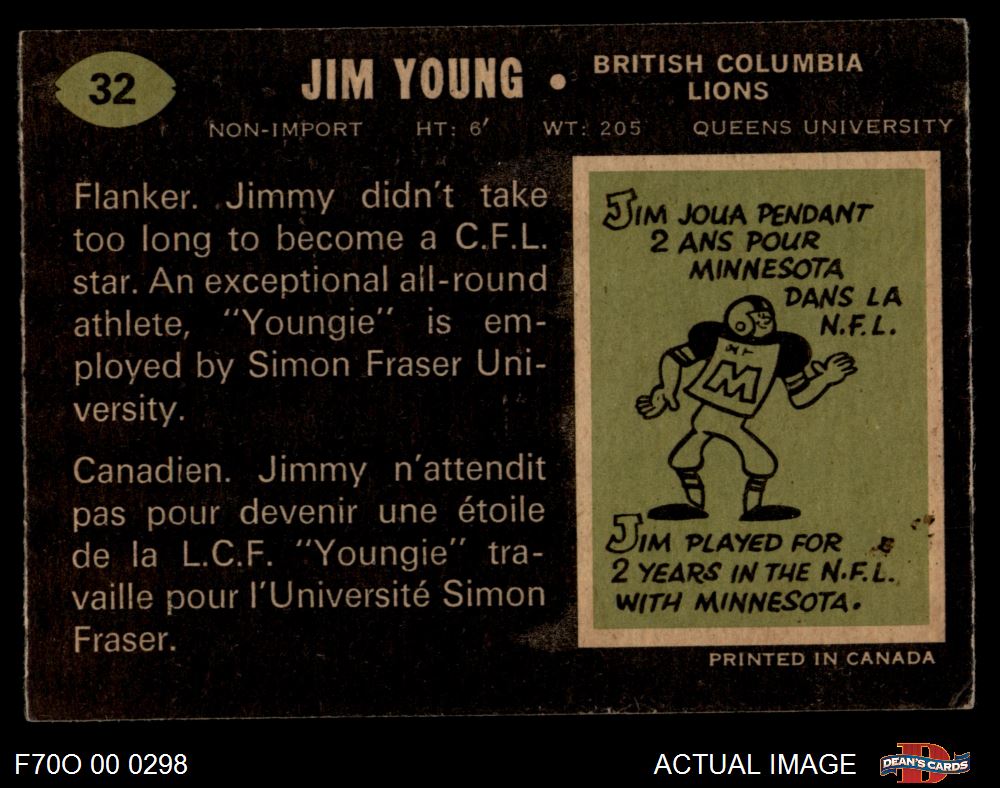 32
JIM YOUNG • BRITISH COLUMBIA
LIONS
NON-IMPORT HT: 6′ WT: 205 QUEENS UNIVERSITY
Flanker. Jimmy didn't take
too long to become a C.F.L.
star. An exceptional all-round
athlete, "Youngie" is em-
ployed by Simon Fraser Uni-
versity.
Canadien. Jimmy n'attendit
pas pour devenir une étoile
de la L.C.F. "Youngie" tra-
vaille pour l'Université Simon
Fraser.
JIM JOUA PENDANT
2 ANS POUR
MINNESOTA
DANS LA
N.F.L.
M
JIM PLAYED FOR
2 YEARS IN THE N.F.L.
WITH MINNESOTA.
PRINTED IN CANADA
F70O 00 0298
ACTUAL IMAGE
D
DEAN'S CARDS